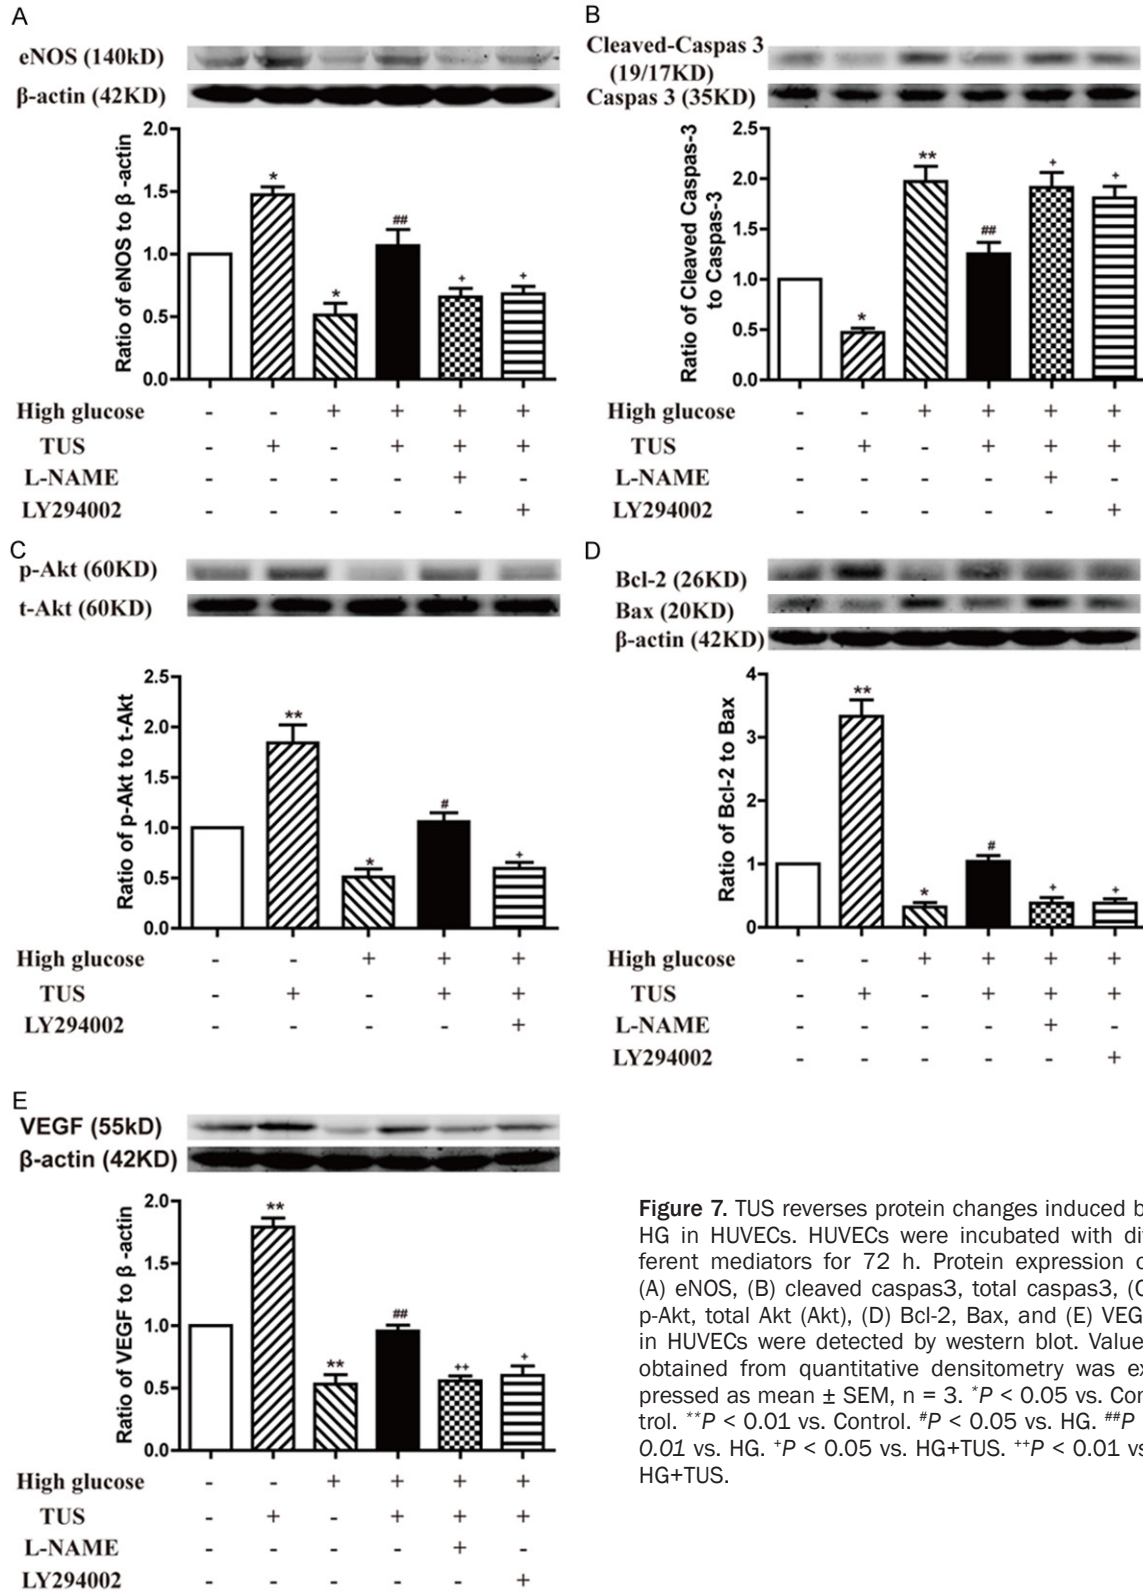 A
eNOS (140kD)
β-actin (42KD)
Ratio of eNOS to β -actin
2.0
1.5
1.0
0.5
0.0
*
*
##
+
+
High glucose - - + + + +
TUS - + - + + +
L-NAME - - - - + -
LY294002 - - - - - +
B
Cleaved-Caspas 3
(19/17KD)
Caspas 3 (35KD)
Ratio of Cleaved Caspas-3
to Caspas-3
2.5
2.0
1.5
1.0
0.5
0.0
*
**
##
+
+
High glucose - - + + + +
TUS - + - + + +
L-NAME - - - - + -
LY294002 - - - - - +
C
p-Akt (60KD)
t-Akt (60KD)
Ratio of p-Akt to t-Akt
2.5
2.0
1.5
1.0
0.5
0.0
**
*
#
+
High glucose - - + + +
TUS - + - + +
LY294002 - - - - +
D
Bcl-2 (26KD)
Bax (20KD)
β-actin (42KD)
Ratio of Bcl-2 to Bax
4
3
2
1
0
**
*
#
+
+
High glucose - - + + + +
TUS - + - + + +
L-NAME - - - - + -
LY294002 - - - - - +
E
VEGF (55kD)
β-actin (42KD)
Ratio of VEGF to β -actin
2.0
1.5
1.0
0.5
0.0
**
**
##
++
+
High glucose - - + + + +
TUS - + - + + +
L-NAME - - - - + -
LY294002 - - - - - +
Figure 7. TUS reverses protein changes induced b
HG in HUVECs. HUVECs were incubated with di
ferent mediators for 72 h. Protein expression o
(A) eNOS, (B) cleaved caspas3, total caspas3, (C
p-Akt, total Akt (Akt), (D) Bcl-2, Bax, and (E) VEG
in HUVECs were detected by western blot. Value
obtained from quantitative densitometry was ex
pressed as mean ± SEM, n = 3. *P < 0.05 vs. Con
trol. **P < 0.01 vs. Control. #P < 0.05 vs. HG. ##P
0.01 vs. HG. +P < 0.05 vs. HG+TUS. ++P < 0.01 vs
HG+TUS.